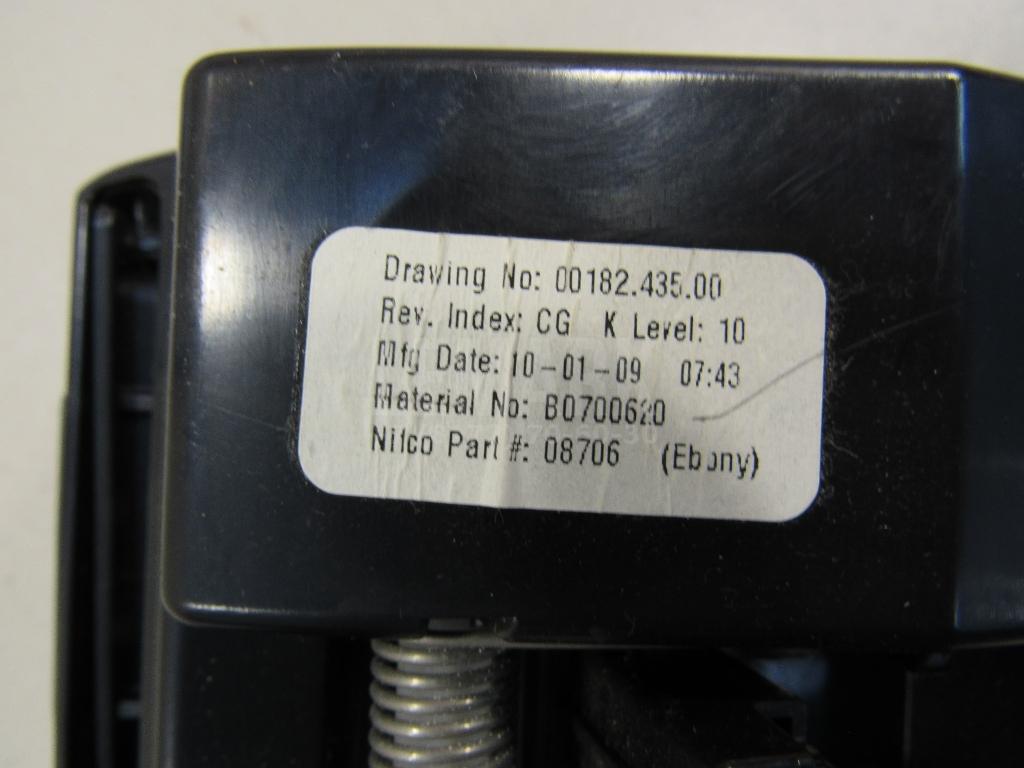 Drawing No: 00182.435.00
Rev. Index: CG K Level: 10
Mfg Date: 10-01-09 07:43
Material No: B0700620
Nifco Part #: 08706 (Ebony)